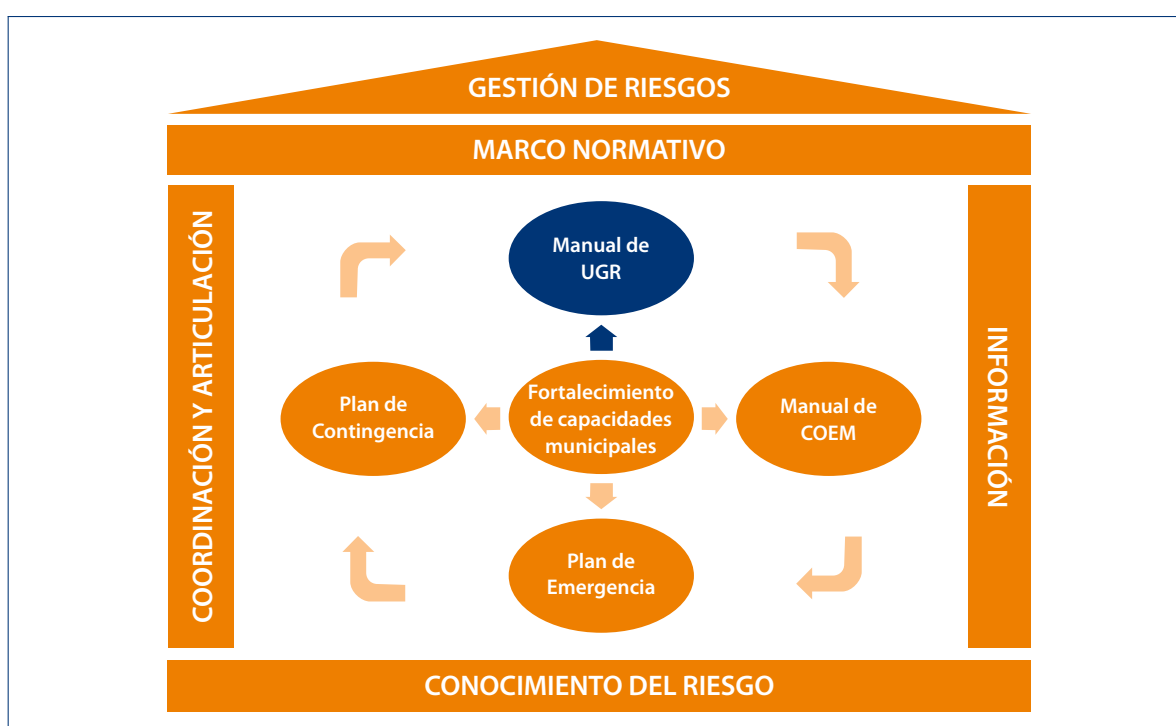 GESTIÓN DE RIESGOS
MARCO NORMATIVO
COORDINACIÓN Y ARTICULACIÓN
Manual de
UGR
Plan de
Contingencia
Fortalecimiento
de capacidades
municipales
Manual de
COEM
Plan de
Emergencia
INFORMACIÓN
CONOCIMIENTO DEL RIESGO